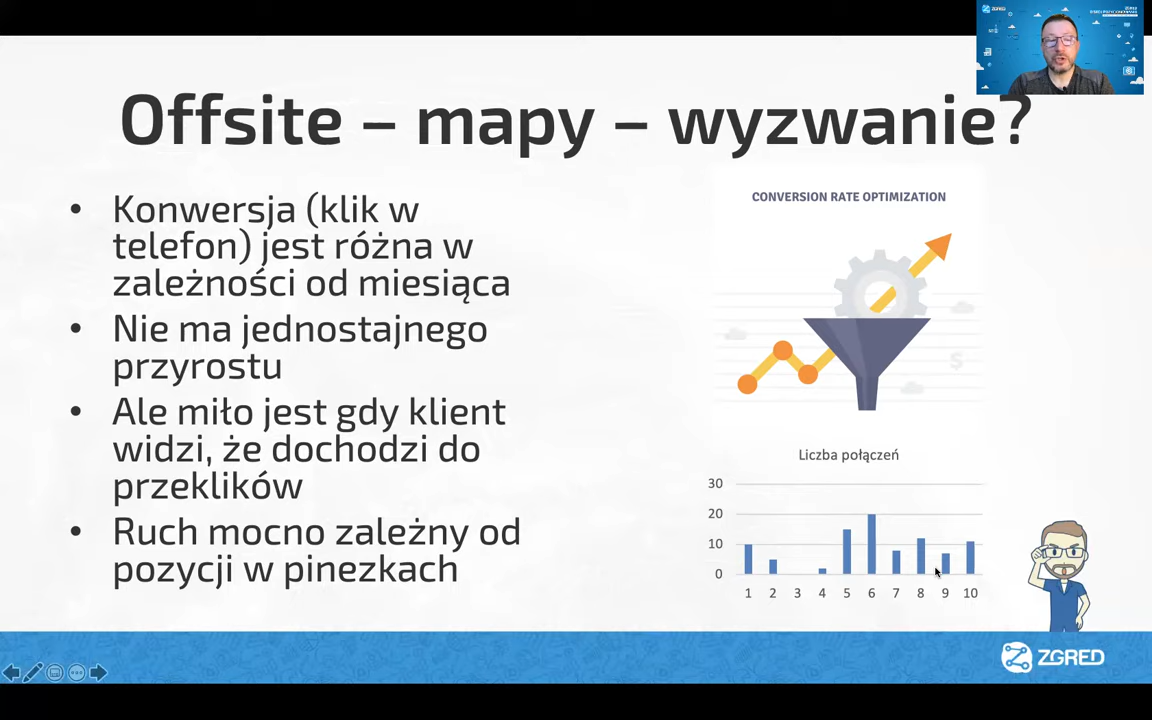 ZGRED
Offsite – mapy – wyzwanie?
• Konwersja (klik w
telefon) jest różna w
zależności od miesiąca
• Nie ma jednostajnego
przyrostu
• Ale miło jest gdy klient
widzi, że dochodzi do
przeklików
• Ruch mocno zależny od
pozycji w pinezkach
CONVERSION RATE OPTIMIZATION
$
Liczba połączeń
30
20
10
0
1 2 3 4 5 6 7 8 9 10
ZGRED